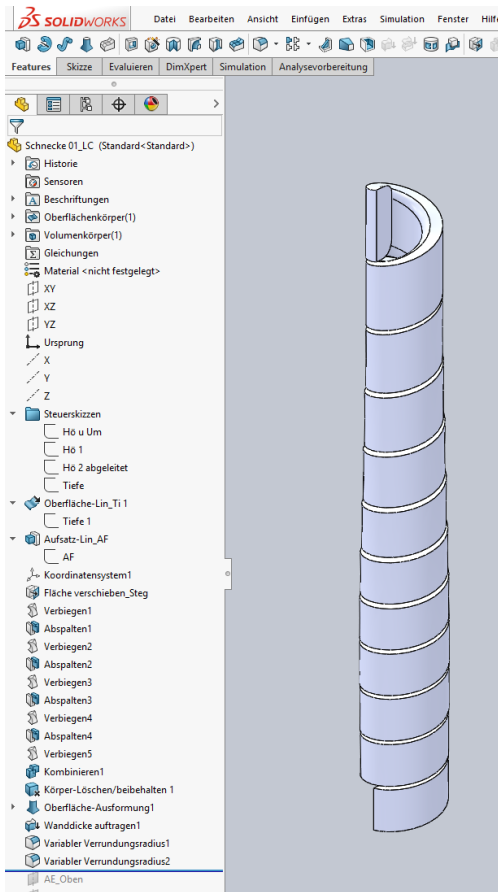 SOLIDWORKS Datei Bearbeiten Ansicht Einfügen Extras Simulation Fenster Hilfe
Features Skizze Evaluieren DimXpert Simulation Analysevorbereitung
Schnecke 01_LC (Standard<Standard>)
Historie
Sensoren
Beschriftungen
Oberflächenkörper(1)
Volumenkörper(1)
Gleichungen
Material <nicht festgelegt>
XY
XZ
YZ
Ursprung
X
Y
Z
Steuerskizzen
Hö u Um
Hö 1
Hö 2 abgeleitet
Tiefe
Oberfläche-Lin_Ti 1
Tiefe 1
Aufsatz-Lin_AF
AF
Koordinatensystem1
Fläche verschieben_Steg
Verbiegen1
Abspalten1
Verbiegen2
Abspalten2
Verbiegen3
Abspalten3
Verbiegen4
Abspalten4
Verbiegen5
Kombinieren1
Körper-Löschen/beibehalten 1
Oberfläche-Ausformung1
Wanddicke auftragen1
Variabler Verrundungsradius1
Variabler Verrundungsradius2
AE_Oben